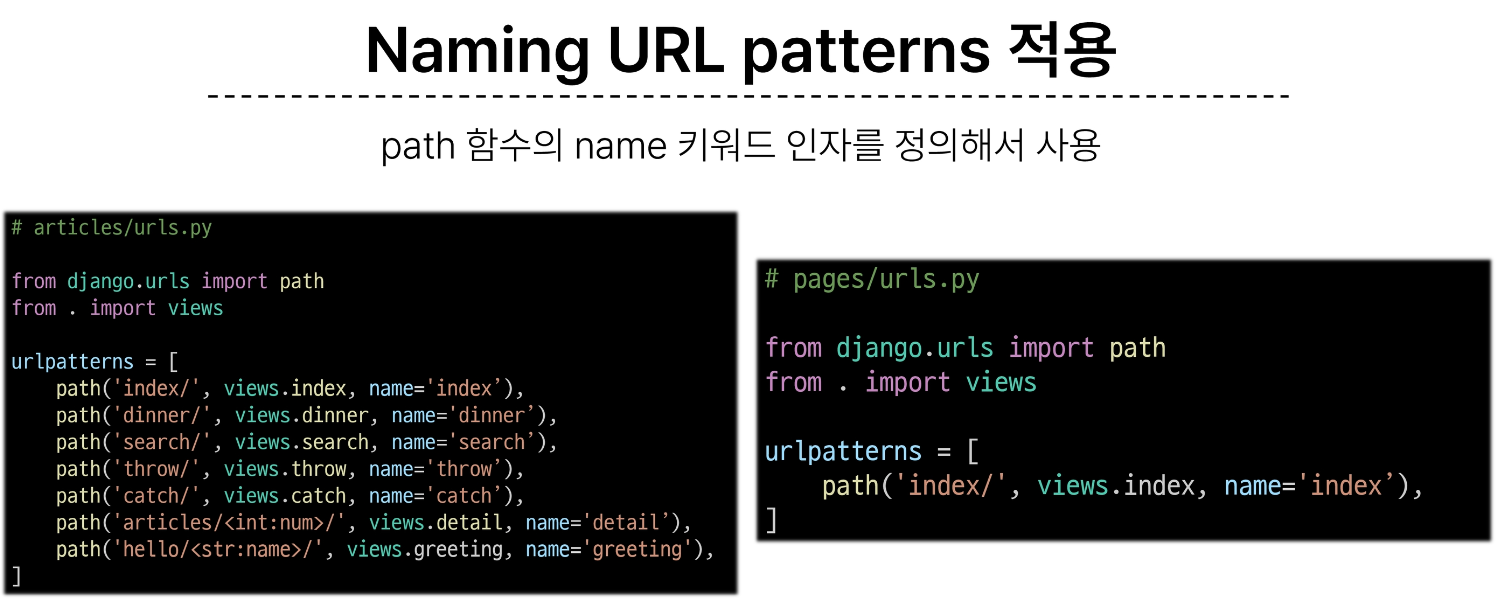 Naming URL patterns 적용
path 함수의 name 키워드 인자를 정의해서 사용
# articles/urls.py
from django.urls import path
from . import views
urlpatterns = [
    path('index/', views.index, name='index’),
    path('dinner/', views.dinner, name='dinner’),
    path('search/', views.search, name='search’),
    path('throw/', views.throw, name='throw’),
    path('catch/', views.catch, name='catch’),
    path('articles/<int:num>/', views.detail, name='detail’),
    path('hello/<str:name>/', views.greeting, name='greeting'),
]
# pages/urls.py
from django.urls import path
from . import views
urlpatterns = [
    path('index/', views.index, name='index’),
]